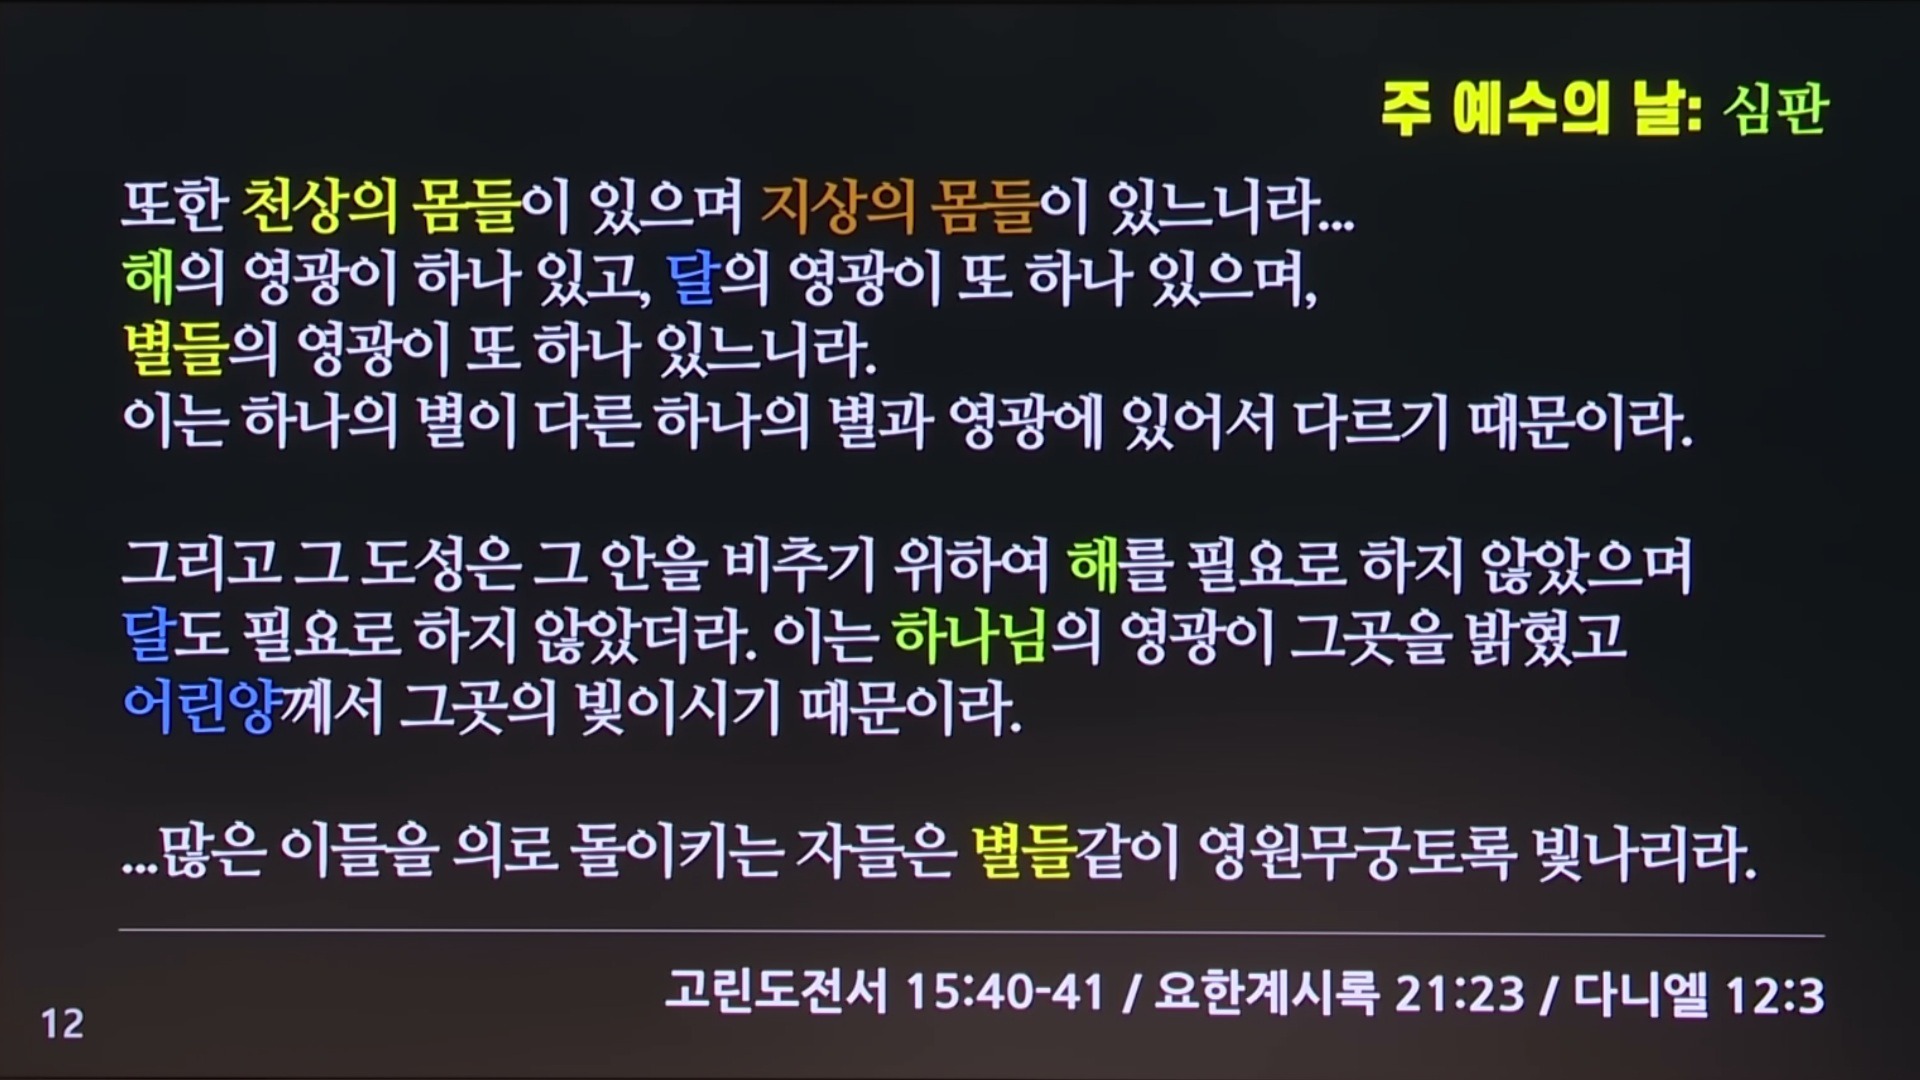 주 예수의 날: 심판
또한 천상의 몸들이 있으며 지상의 몸들이 있느니라...
해의 영광이 하나 있고, 달의 영광이 또 하나 있으며,
별들의 영광이 또 하나 있느니라.
이는 하나의 별이 다른 하나의 별과 영광에 있어서 다르기 때문이라.
그리고 그 도성은 그 안을 비추기 위하여 해를 필요로 하지 않았으며
달도 필요로 하지 않았더라. 이는 하나님의 영광이 그곳을 밝혔고
어린양께서 그곳의 빛이시기 때문이라.
...많은 이들을 의로 돌이키는 자들은 별들같이 영원무궁토록 빛나리라.
고린도전서 15:40-41 / 요한계시록 21:23 / 다니엘 12:3
12